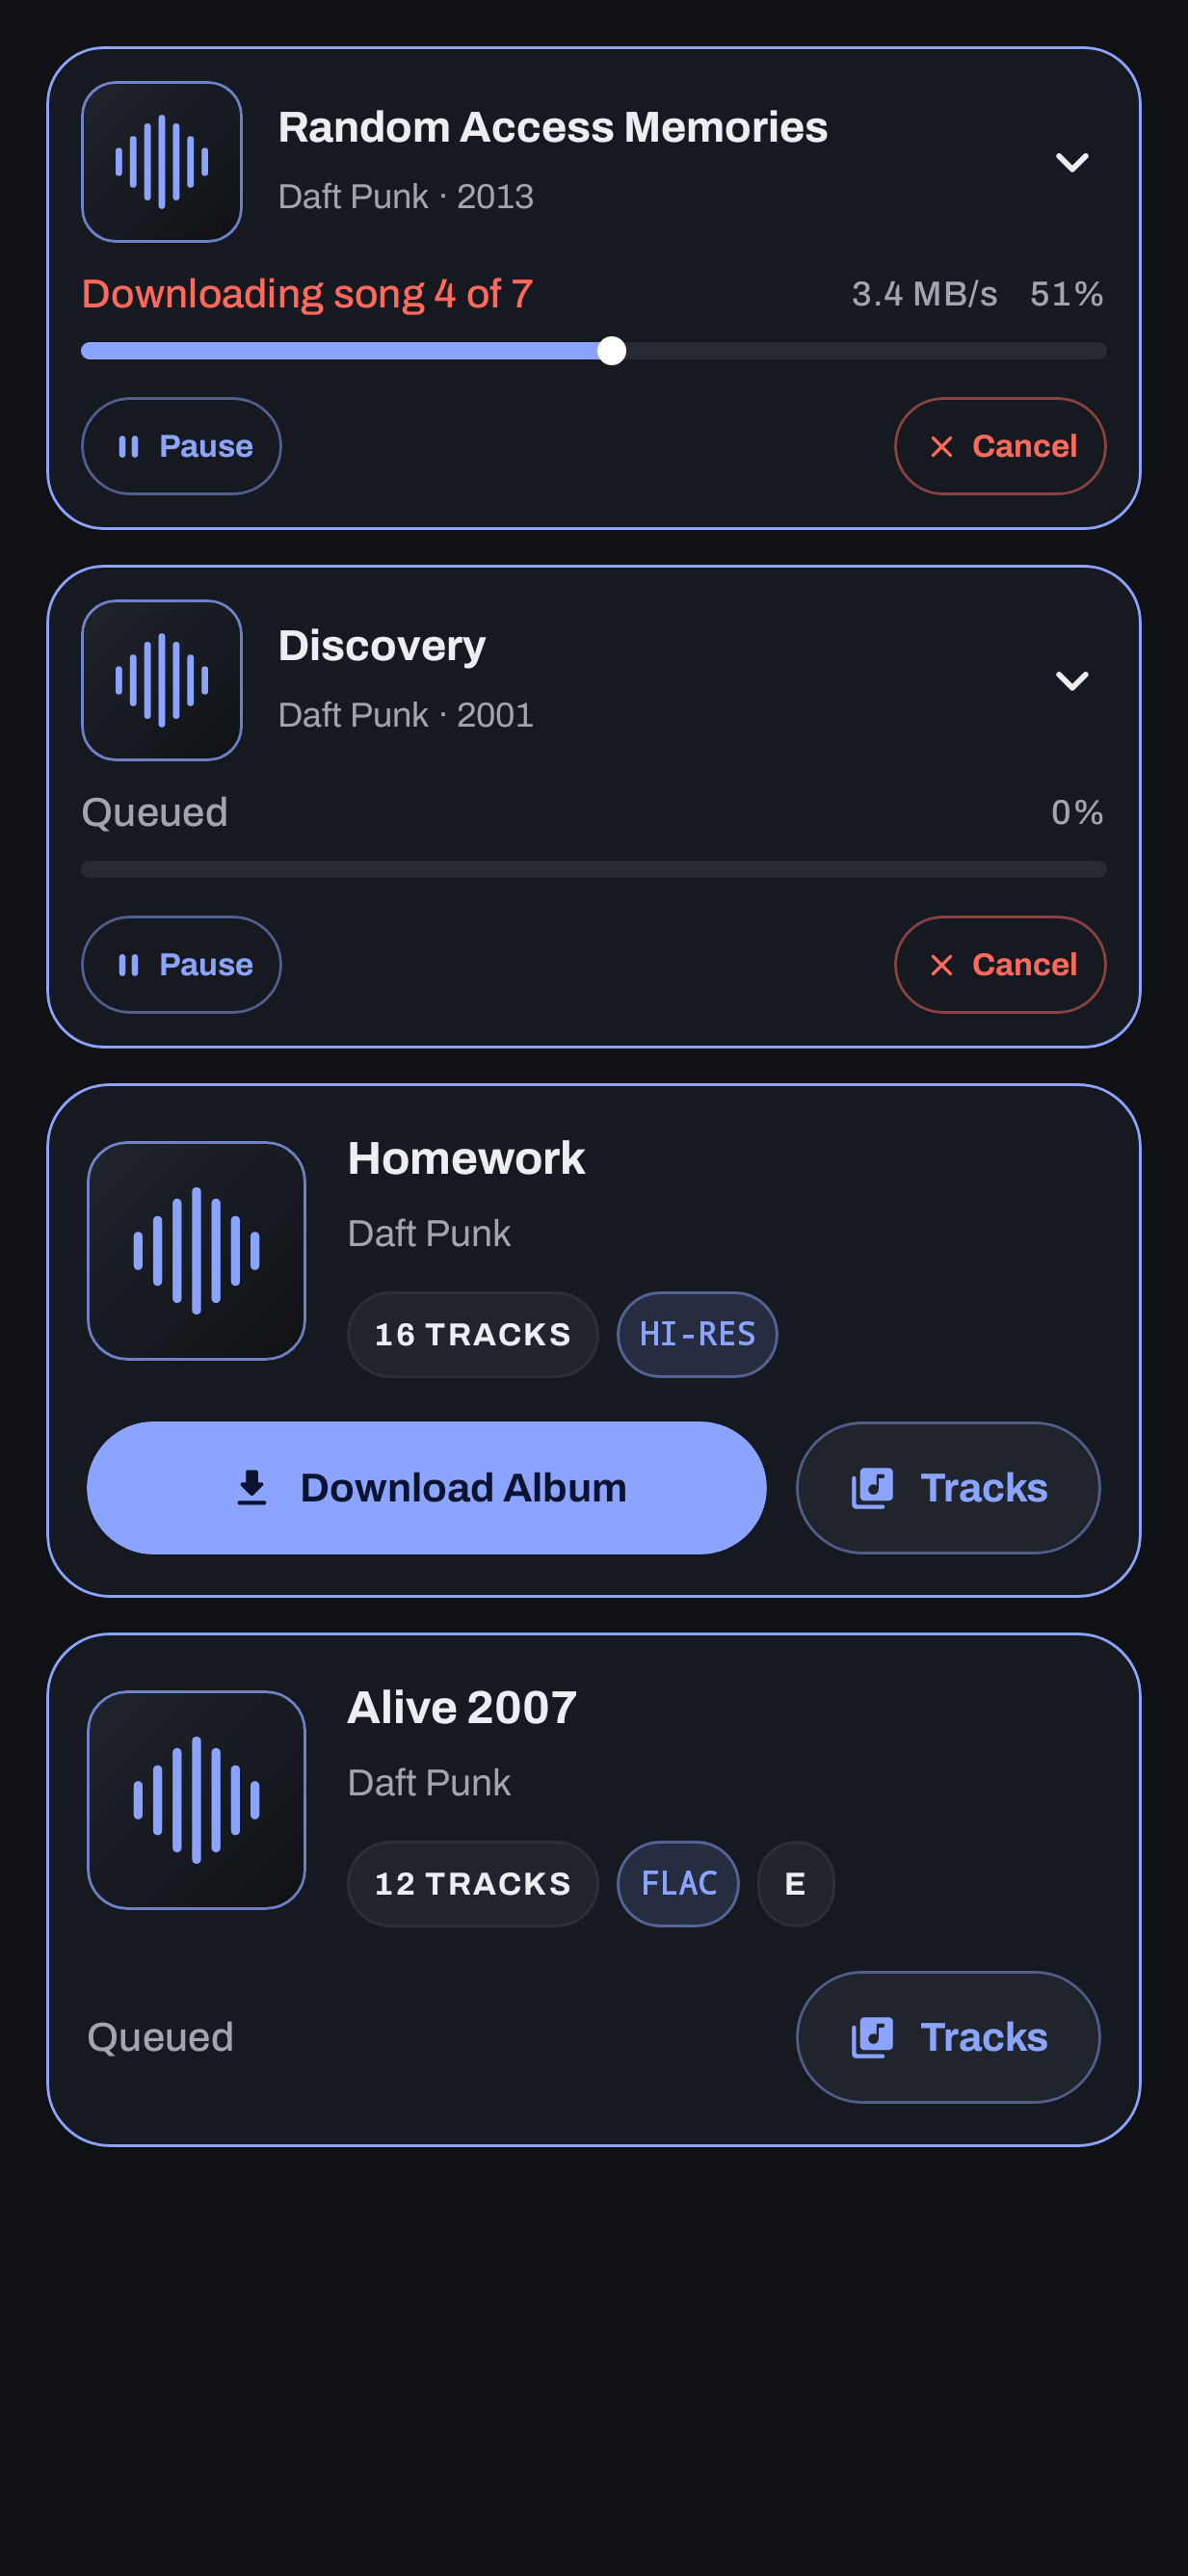 Random Access Memories
Daft Punk · 2013
Downloading song 4 of 7 3.4 MB/s 51%
Pause Cancel
Discovery
Daft Punk · 2001
Queued 0%
Pause Cancel
Homework
Daft Punk
16 TRACKS HI-RES
Download Album Tracks
Alive 2007
Daft Punk
12 TRACKS FLAC E
Queued Tracks